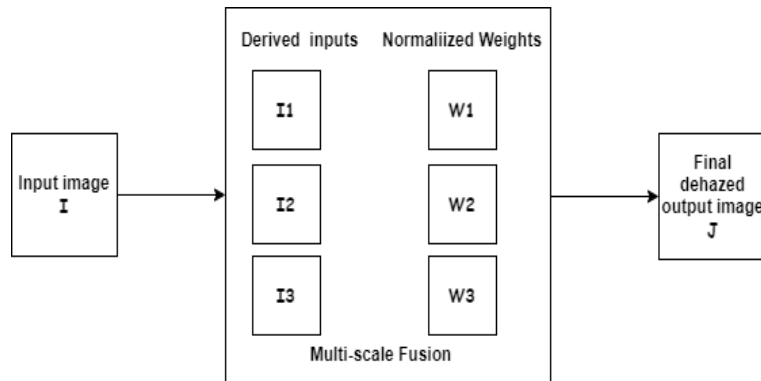 Derived inputs
Normaliized Weights
I1
W1
Input image
I
I2
W2
Final
dehazed
output image
J
I3
W3
Multi-scale Fusion